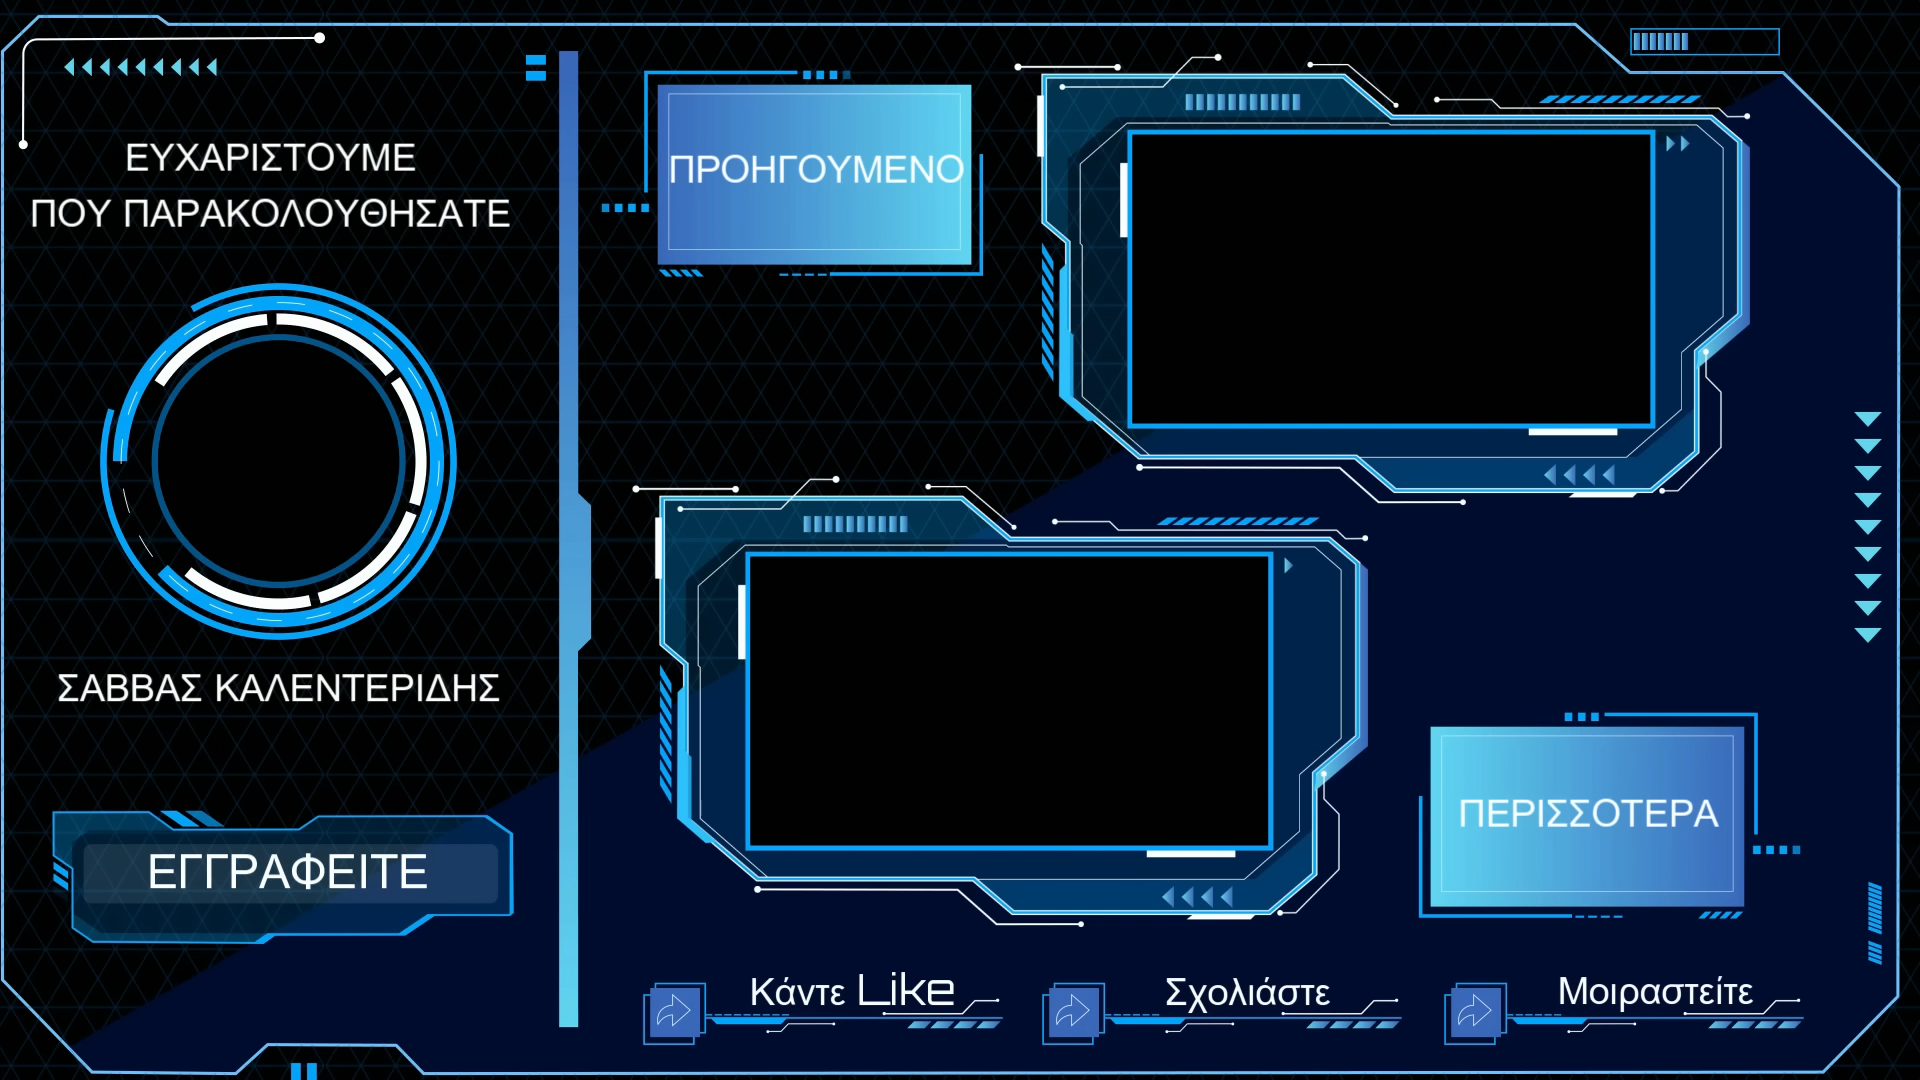 ΕΥΧΑΡΙΣΤΟΥΜΕ
ΠΟΥ ΠΑΡΑΚΟΛΟΥΘΗΣΑΤΕ
ΣΑΒΒΑΣ ΚΑΛΕΝΤΕΡΙΔΗΣ
ΕΓΓΡΑΦΕΙΤΕ
ΠΡΟΗΓΟΥΜΕΝΟ
ΠΕΡΙΣΣΟΤΕΡΑ
Κάντε Like
Σχολιάστε
Μοιραστείτε